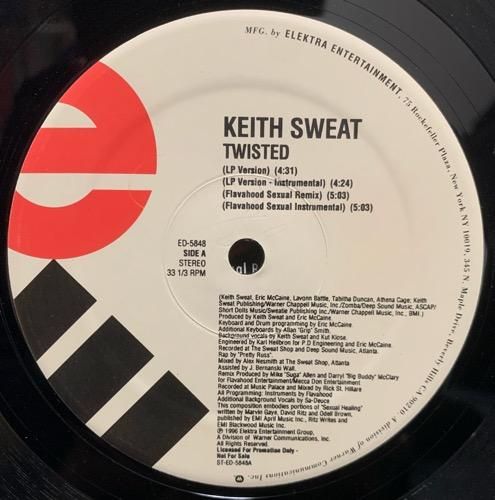 MFG. by ELEKTRA ENTERTAINMENT, 75 Rockefeller Plaza, New York, NY 10019, 345 N. Maple Drive, Beverly Hills, CA 90210 - A division of Warner Communications Inc.
e
KEITH SWEAT
TWISTED
(LP Version) (4:31)
(LP Version - Instrumental) (4:24)
(Flavahood Sexual Remix) (5:03)
(Flavahood Sexual Instrumental) (5:03)
ED-5848
SIDE A
STEREO
33 1/3 RPM
(Keith Sweat, Eric McCaine, Lavonn Battle, Tabitha Duncan, Athena Cage; Keith
Sweat Publishing/Warner Chappell Music, Inc./Zomba/Deep Sound Music, ASCAP/
Short Dolls Music/Sweatie Publishing Inc./Warner Chappell Music, Inc., BMI.)
Produced by Keith Sweat and Eric McCaine.
Keyboard and Drum programming by Eric McCaine.
Additional Keyboards by Allan "Grip" Smith.
Background vocals by Keith Sweat and Kut Klose.
Engineered by Karl Heilbron for P.D Engineering and Eric McCaine.
Recorded at The Sweat Shop and Deep Sound Music, Atlanta.
Rap by "Pretty Russ".
Mixed by Alex Nesmith at The Sweat Shop, Atlanta
Assisted by J. Bernanski Wall.
Remix Produced by Mike "Suga" Allen and Darryl "Big Buddy" McClary
for Flavahood Entertainment/Mecca Don Entertainment
Recorded at Music Palace and Mixed by Rick St. Hillare
All Programming: Instruments by Flavahood
Additional Background Vocals by Sa-Deuce
This composition embodies portions of "Sexual Healing"
written by Marvin Gaye, David Ritz and Odell Brown,
published by EMI April Music Inc., Ritz Writes and
EMI Blackwood Music Inc.
℗ 1996 Elektra Entertainment Group,
A Division of Warner Communications, Inc.
All Rights Reserved.
Licensed For Promotion Only -
Not For Sale
ST-ED-5848A